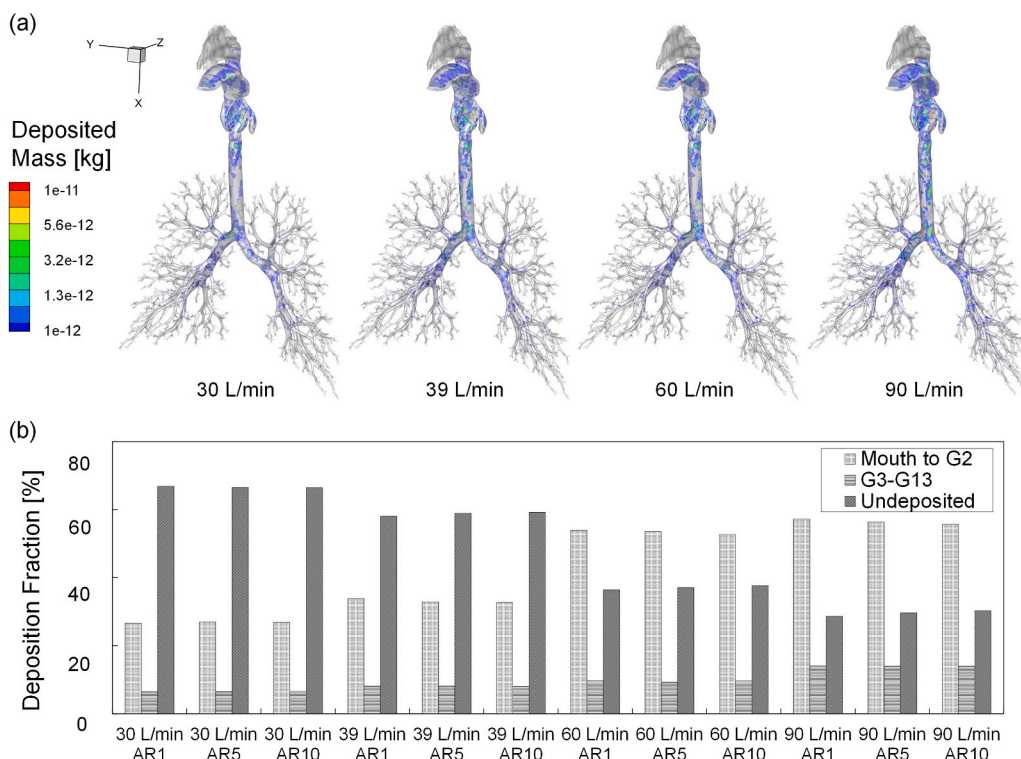 (a)
Y
Z
X
Deposited
Mass [kg]
1e-11
5.6e-12
3.2e-12
1.3e-12
1e-12
30 L/min
39 L/min
60 L/min
90 L/min
(b)
Deposition Fraction [%]
80
60
40
20
0
Mouth to G2
G3-G13
Undeposited
30 L/min
AR1
30 L/min
AR5
30 L/min
AR10
39 L/min
AR1
39 L/min
AR5
39 L/min
AR10
60 L/min
AR1
60 L/min
AR5
60 L/min
AR10
90 L/min
AR1
90 L/min
AR5
90 L/min
AR10